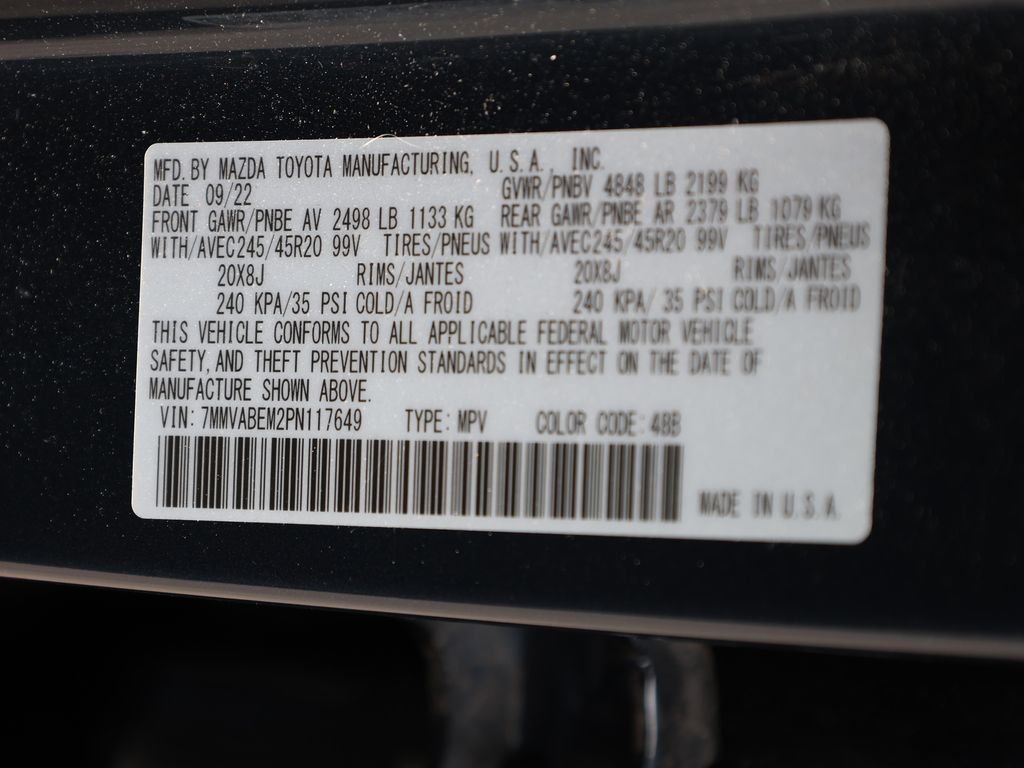 MFD. BY MAZDA TOYOTA MANUFACTURING, U.S.A., INC.
DATE 09/22 GVWR/PNBV 4848 LB 2199 KG
FRONT GAWR/PNBE AV 2498 LB 1133 KG REAR GAWR/PNBE AR 2379 LB 1079 KG
WITH/AVEC245/45R20 99V TIRES/PNEUS WITH/AVEC245/45R20 99V TIRES/PNEUS
20X8J RIMS/JANTES 20X8J RIMS/JANTES
240 KPA/35 PSI COLD/A FROID 240 KPA/ 35 PSI COLD/A FROID
THIS VEHICLE CONFORMS TO ALL APPLICABLE FEDERAL MOTOR VEHICLE
SAFETY, AND THEFT PREVENTION STANDARDS IN EFFECT ON THE DATE OF
MANUFACTURE SHOWN ABOVE.
VIN: 7MMVABEM2PN117649 TYPE: MPV COLOR CODE: 48B
MADE IN U.S.A.